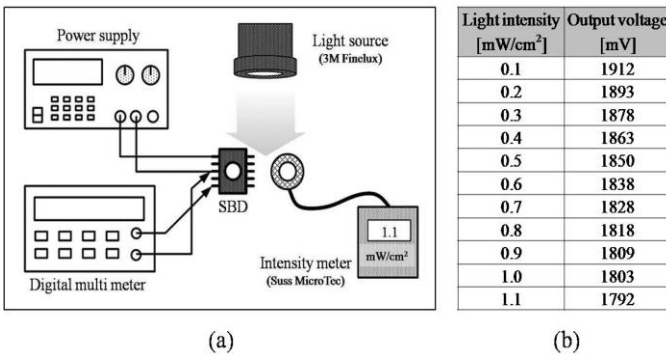 Power supply
Light source
(3M Finelux)
SBD
1.1
mW/cm²
Digital multi meter
Intensity meter
(Suss MicroTec)
(a)
Light intensity Output voltage
[mW/cm²] [mV]
0.1 1912
0.2 1893
0.3 1878
0.4 1863
0.5 1850
0.6 1838
0.7 1828
0.8 1818
0.9 1809
1.0 1803
1.1 1792
(b)